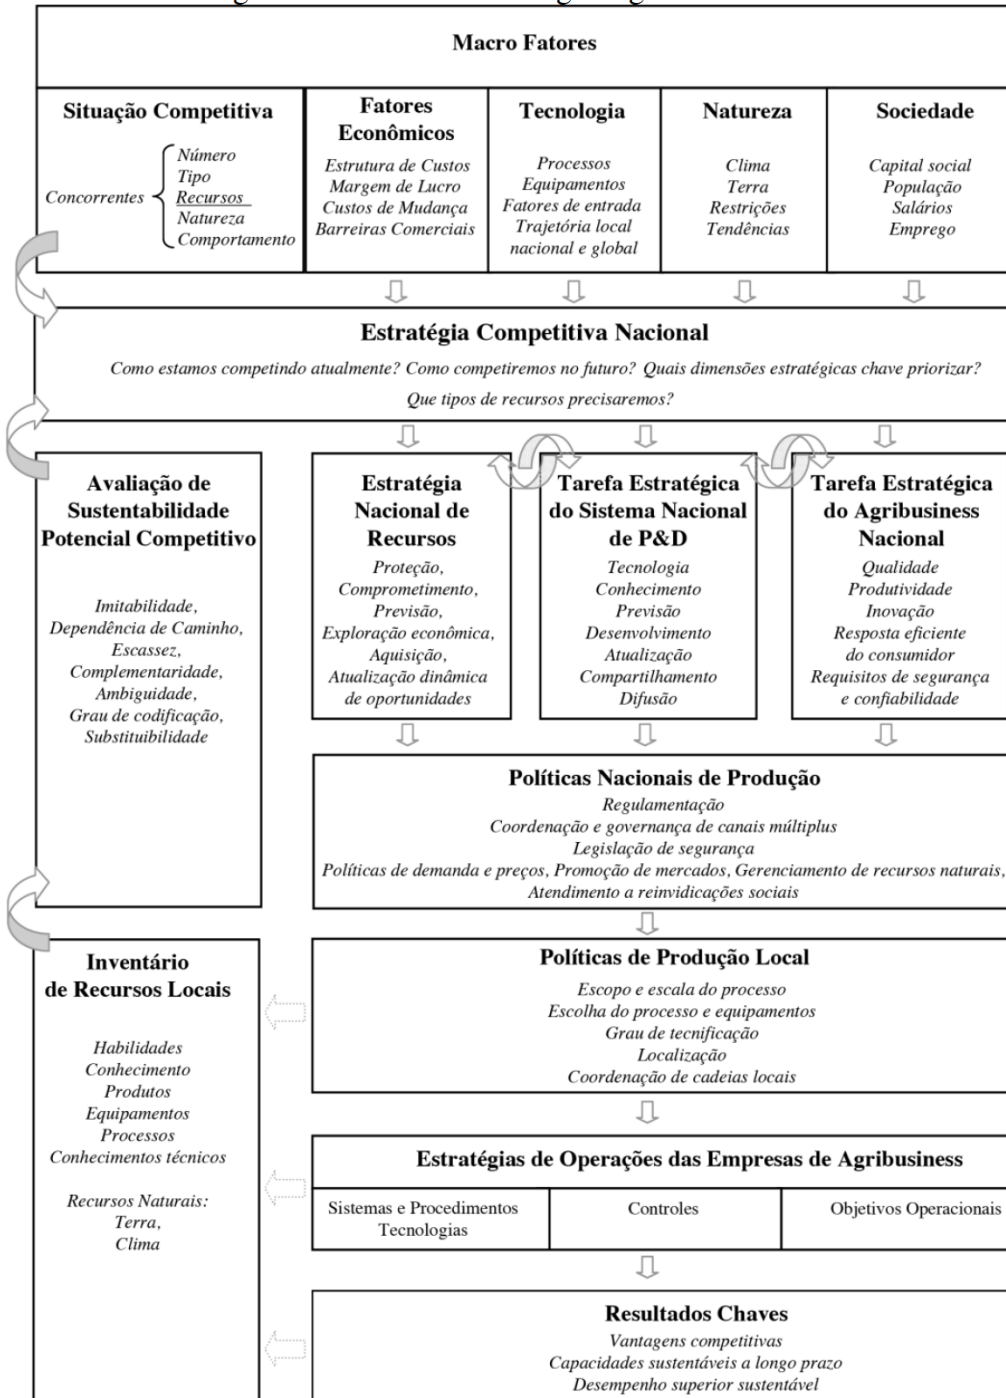 Macro Fatores
Situação Competitiva
Concorrentes
Número
Tipo
Recursos
Natureza
Comportamento
Fatores
Econômicos
Estrutura de Custos
Margem de Lucro
Custos de Mudança
Barreiras Comerciais
Tecnologia
Processos
Equipamentos
Fatores de entrada
Trajetória local
nacional e global
Natureza
Clima
Terra
Restrições
Tendências
Sociedade
Capital social
População
Salários
Emprego
Estratégia Competitiva Nacional
Como estamos competindo atualmente? Como competiremos no futuro? Quais dimensões estratégicas chave priorizar?
Que tipos de recursos precisaremos?
Avaliação de
Sustentabilidade
Potencial Competitivo
Imitabilidade,
Dependência de Caminho,
Escassez,
Complementaridade,
Ambiguidade,
Grau de codificação,
Substituibilidade
Estratégia
Nacional de
Recursos
Proteção,
Comprometimento,
Previsão,
Exploração econômica,
Aquisição,
Atualização dinâmica
de oportunidades
Tarefa Estratégica
do Sistema Nacional
de P&D
Tecnologia
Conhecimento
Previsão
Desenvolvimento
Atualização
Compartilhamento
Difusão
Tarefa Estratégica
do Agribusiness
Nacional
Qualidade
Produtividade
Inovação
Resposta eficiente
do consumidor
Requisitos de segurança
e confiabilidade
Políticas Nacionais de Produção
Regulamentação
Coordenação e governança de canais múltiplus
Legislação de segurança
Políticas de demanda e preços, Promoção de mercados, Gerenciamento de recursos naturais,
Atendimento a reinvidicações sociais
Inventário
de Recursos Locais
Habilidades
Conhecimento
Produtos
Equipamentos
Processos
Conhecimentos técnicos
Recursos Naturais:
Terra,
Clima
Políticas de Produção Local
Escopo e escala do processo
Escolha do processo e equipamentos
Grau de tecnificação
Localização
Coordenação de cadeias locais
Estratégias de Operações das Empresas de Agribusiness
Sistemas e Procedimentos
Tecnologias
Controles
Objetivos Operacionais
Resultados Chaves
Vantagens competitivas
Capacidades sustentáveis a longo prazo
Desempenho superior sustentável